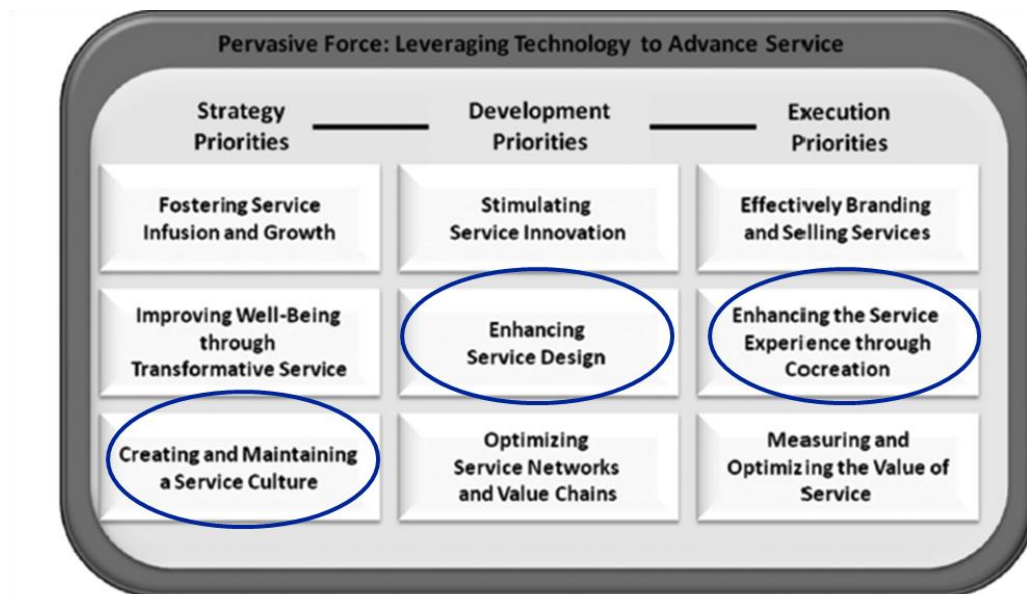 Pervasive Force: Leveraging Technology to Advance Service
Strategy
Priorities
Development
Priorities
Execution
Priorities
Fostering Service
Infusion and Growth
Stimulating
Service Innovation
Effectively Branding
and Selling Services
Improving Well-Being
through
Transformative Service
Enhancing
Service Design
Enhancing the Service
Experience through
Cocreation
Creating and Maintaining
a Service Culture
Optimizing
Service Networks
and Value Chains
Measuring and
Optimizing the Value of
Service